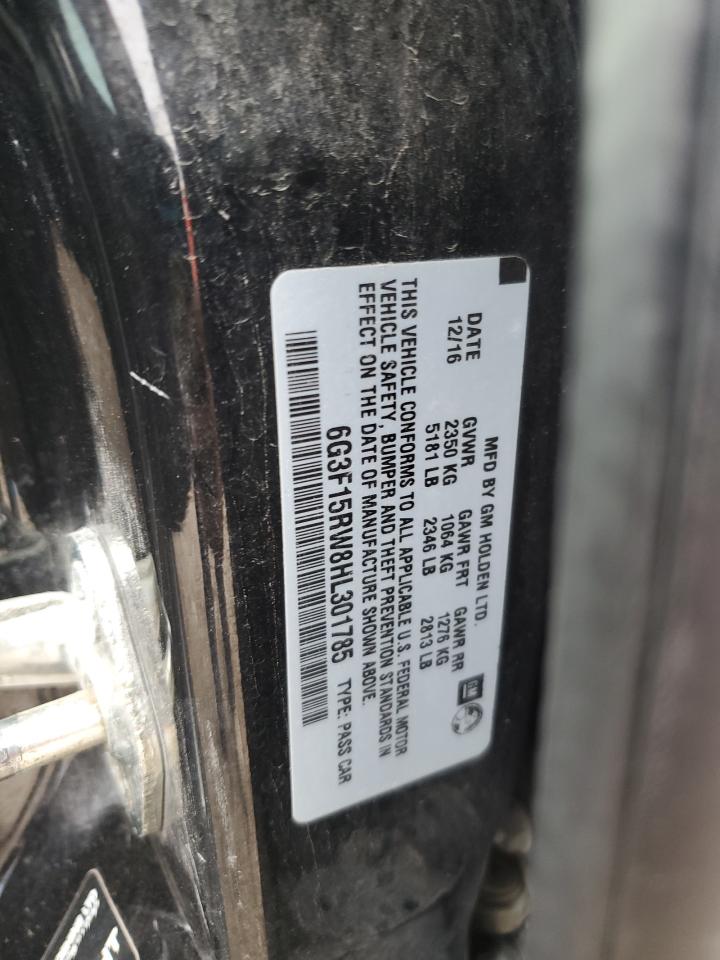 MFD BY GM HOLDEN LTD.
DATE GVWR GAWR FRT GAWR RR
12/16 2350 KG 1064 KG 1276 KG
5181 LB 2346 LB 2813 LB
THIS VEHICLE CONFORMS TO ALL APPLICABLE U.S. FEDERAL MOTOR
VEHICLE SAFETY, BUMPER AND THEFT PREVENTION STANDARDS IN
EFFECT ON THE DATE OF MANUFACTURE SHOWN ABOVE.
6G3F15RW8HL301785 TYPE: PASS CAR
GM